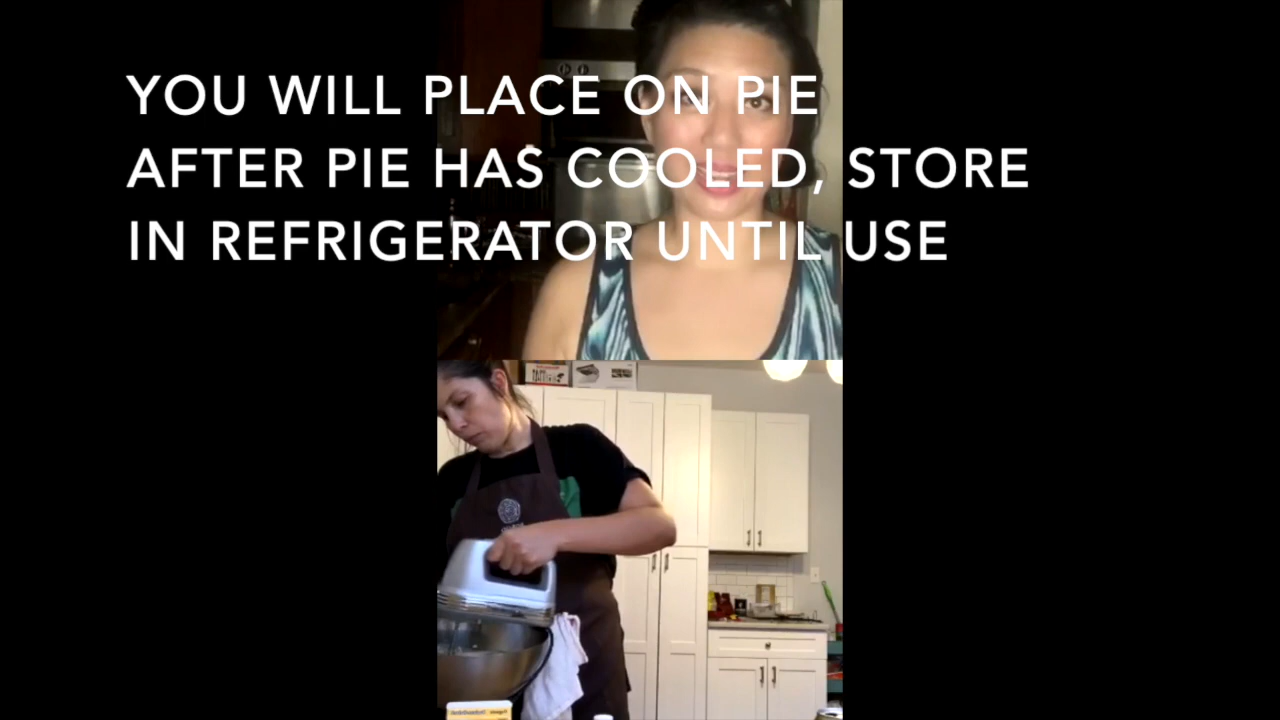 YOU WILL PLACE ON PIE
AFTER PIE HAS COOLED, STORE
IN REFRIGERATOR UNTIL USE